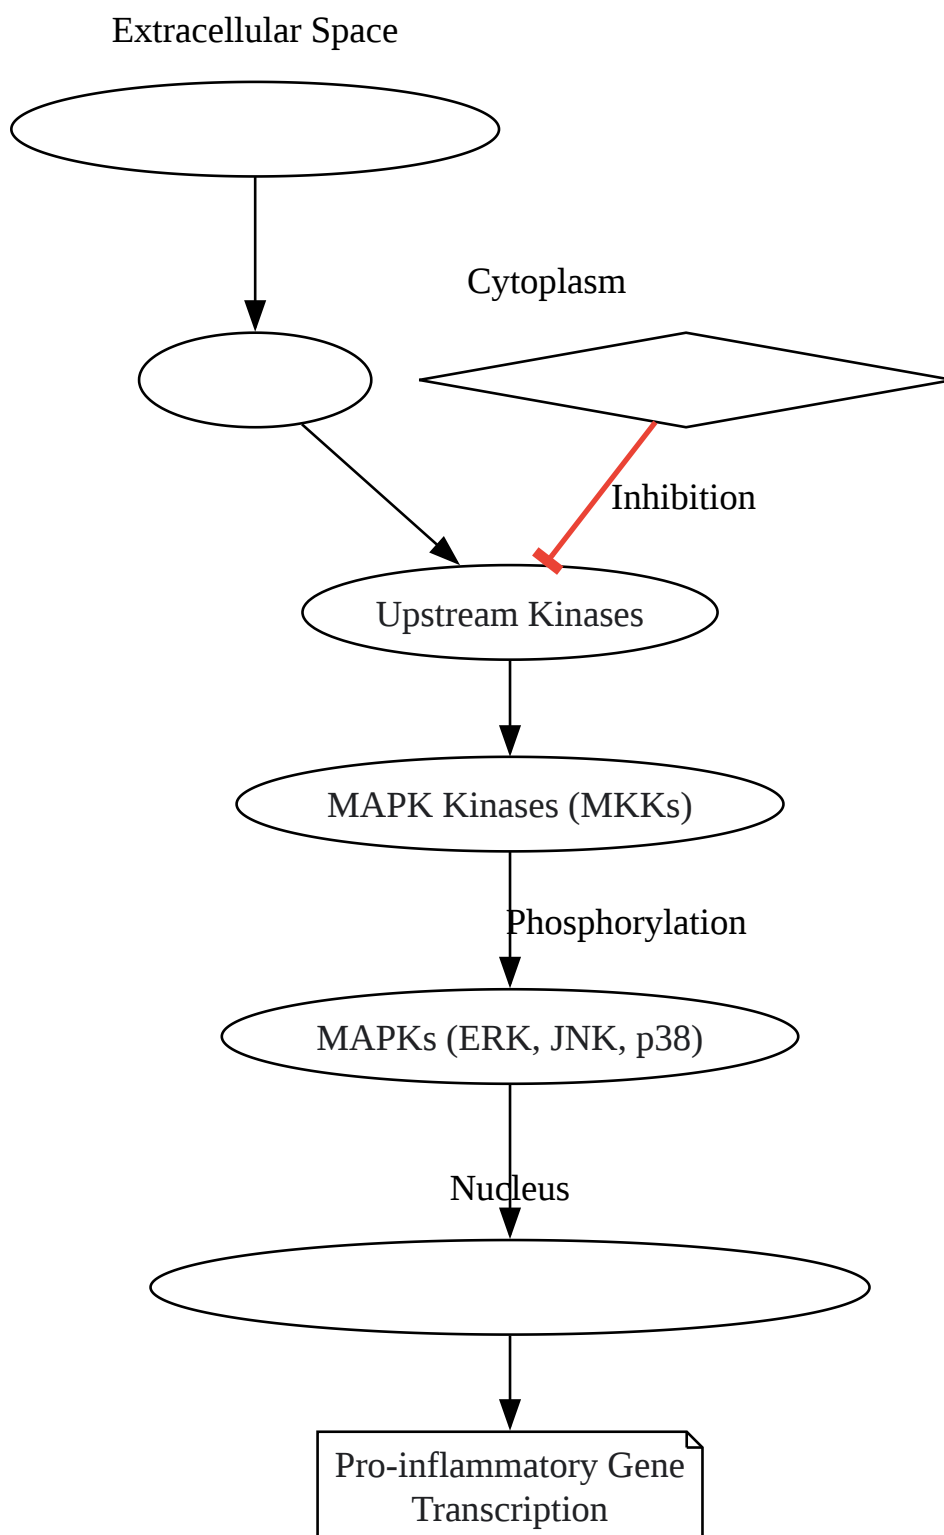 Extracellular Space
Cytoplasm
Inhibition
Upstream Kinases
MAPK Kinases (MKKs)
Phosphorylation
MAPKs (ERK, JNK, p38)
Nucleus
Pro-inflammatory Gene
Transcription